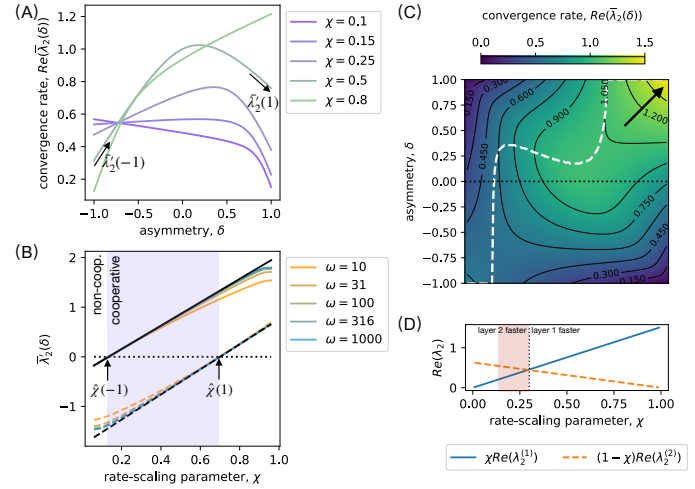 (A)
convergence rate, Re(λ̅₂(δ))
1.2
1.0
0.8
0.6
0.4
0.2
λ̅′₂(−1)
λ̅′₂(1)
−1.0
−0.5
0.0
0.5
1.0
asymmetry, δ
χ = 0.1
χ = 0.15
χ = 0.25
χ = 0.5
χ = 0.8
(B)
λ̅₂(δ)
2
1
0
−1
non-coop.
cooperative
χ̂(−1)
χ̂(1)
0.2
0.4
0.6
0.8
1.0
rate-scaling parameter, χ
ω = 10
ω = 31
ω = 100
ω = 316
ω = 1000
(C)
convergence rate, Re(λ̅₂(δ))
0.0
0.5
1.0
1.5
asymmetry, δ
1.00
0.75
0.50
0.25
0.00
−0.25
−0.50
−0.75
−1.00
0.150
0.300
0.600
1.050
1.200
0.900
0.450
0.750
0.450
0.300
0.150
(D)
Re(λ₂)
1
0
layer 2 faster
layer 1 faster
0.00
0.25
0.50
0.75
1.00
rate-scaling parameter, χ
χRe(λ₂⁽¹⁾)
(1 − χ)Re(λ₂⁽²⁾)